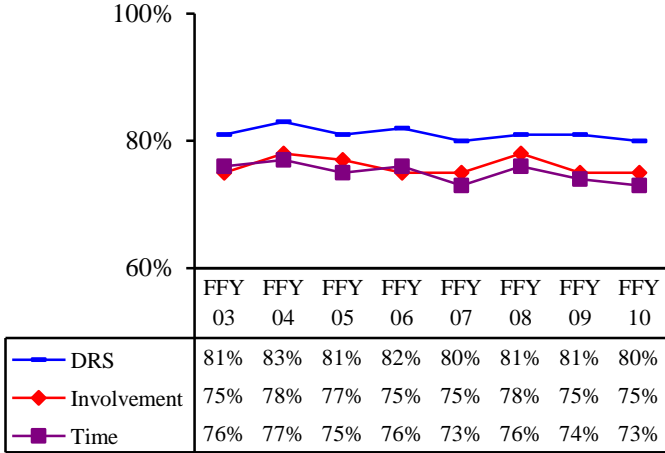 100%
80%
60%
FFY FFY FFY FFY FFY FFY FFY FFY
03 04 05 06 07 08 09 10
DRS 81% 83% 81% 82% 80% 81% 81% 80%
Involvement 75% 78% 77% 75% 75% 78% 75% 75%
Time 76% 77% 75% 76% 73% 76% 74% 73%